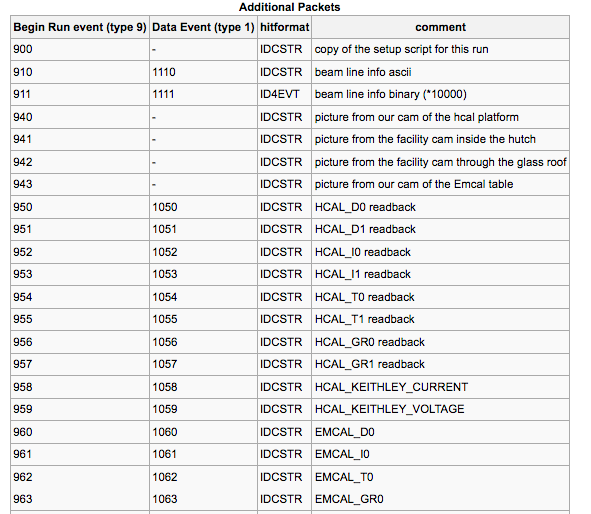 Additional Packets
Begin Run event (type 9) Data Event (type 1) hitformat comment
900 - IDCSTR copy of the setup script for this run
910 1110 IDCSTR beam line info ascii
911 1111 ID4EVT beam line info binary (*10000)
940 - IDCSTR picture from our cam of the hcal platform
941 - IDCSTR picture from the facility cam inside the hutch
942 - IDCSTR picture from the facility cam through the glass roof
943 - IDCSTR picture from our cam of the Emcal table
950 1050 IDCSTR HCAL_D0 readback
951 1051 IDCSTR HCAL_D1 readback
952 1052 IDCSTR HCAL_I0 readback
953 1053 IDCSTR HCAL_I1 readback
954 1054 IDCSTR HCAL_T0 readback
955 1055 IDCSTR HCAL_T1 readback
956 1056 IDCSTR HCAL_GR0 readback
957 1057 IDCSTR HCAL_GR1 readback
958 1058 IDCSTR HCAL_KEITHLEY_CURRENT
959 1059 IDCSTR HCAL_KEITHLEY_VOLTAGE
960 1060 IDCSTR EMCAL_D0
961 1061 IDCSTR EMCAL_I0
962 1062 IDCSTR EMCAL_T0
963 1063 IDCSTR EMCAL_GR0